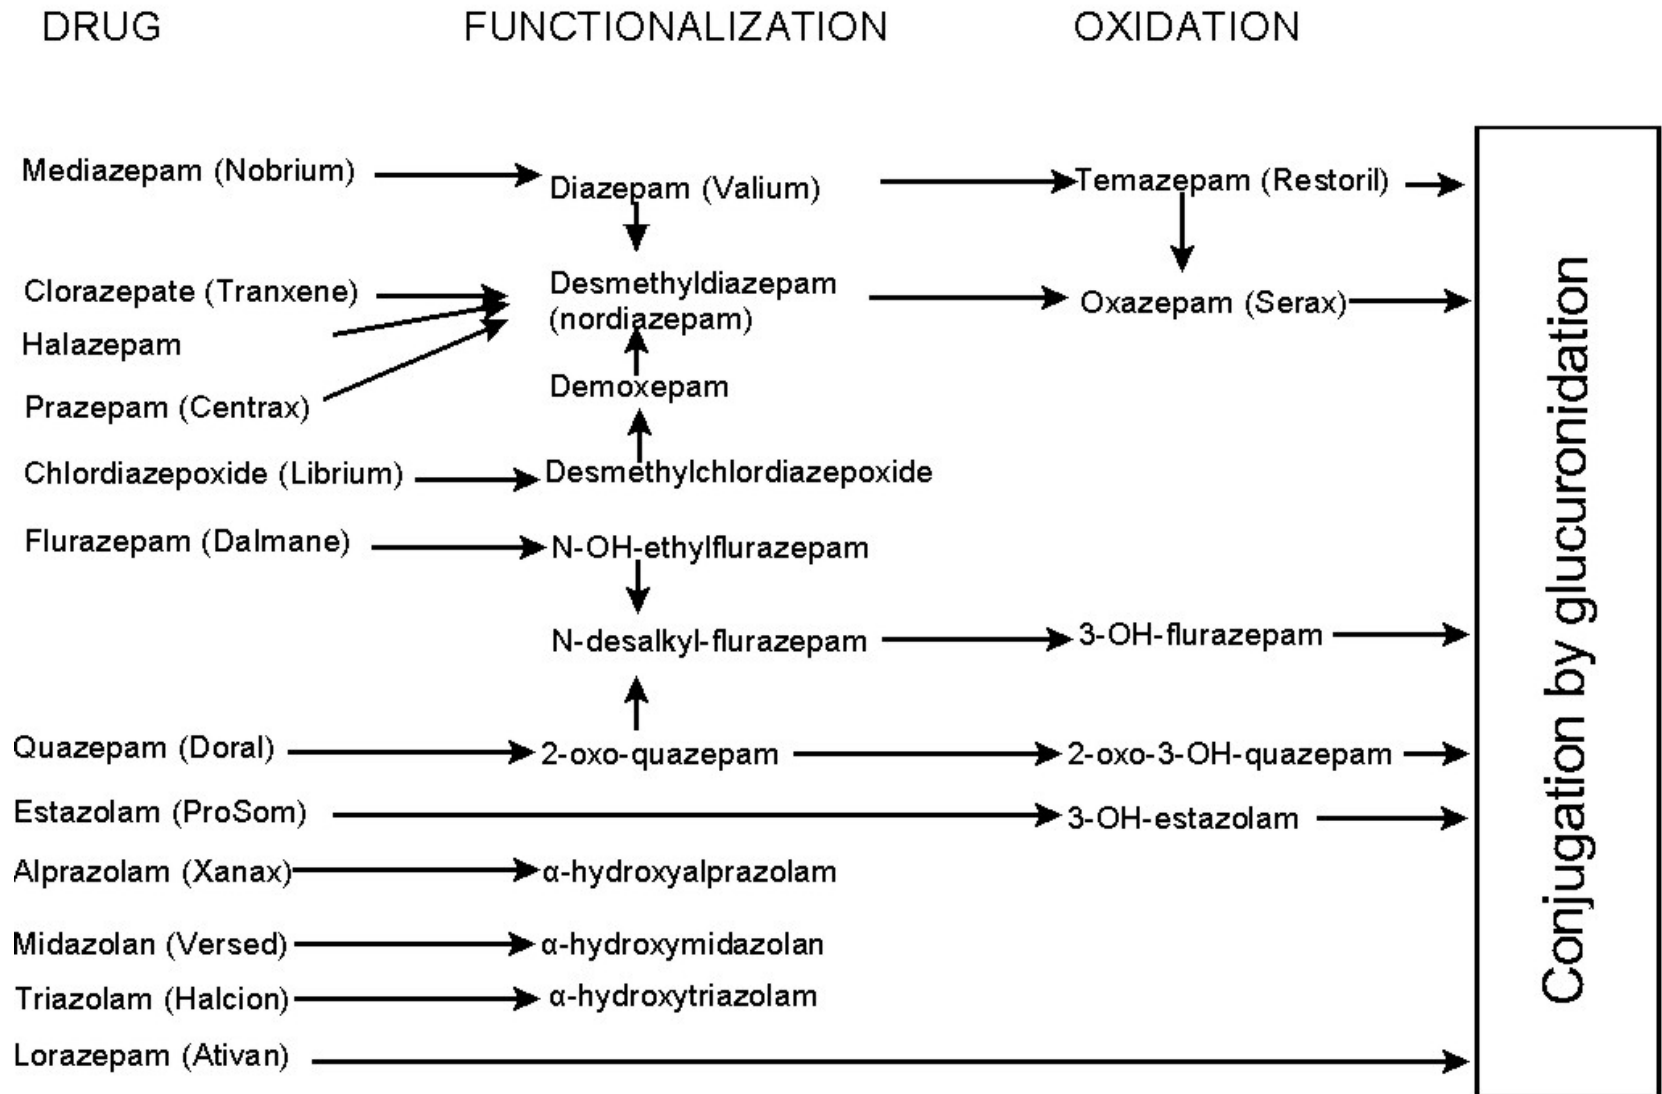 DRUG FUNCTIONALIZATION OXIDATION
Mediazepam (Nobrium) Diazepam (Valium) Temazepam (Restoril)
Clorazepate (Tranxene) Desmethyldiazepam
(nordiazepam) Oxazepam (Serax)
Halazepam
Prazepam (Centrax) Demoxepam
Chlordiazepoxide (Librium) Desmethylchlordiazepoxide
Flurazepam (Dalmane) N-OH-ethylflurazepam
N-desalkyl-flurazepam 3-OH-flurazepam
Quazepam (Doral) 2-oxo-quazepam 2-oxo-3-OH-quazepam
Estazolam (ProSom) 3-OH-estazolam
Alprazolam (Xanax) α-hydroxyalprazolam
Midazolan (Versed) α-hydroxymidazolan
Triazolam (Halcion) α-hydroxytriazolam
Lorazepam (Ativan)
Conjugation by glucuronidation